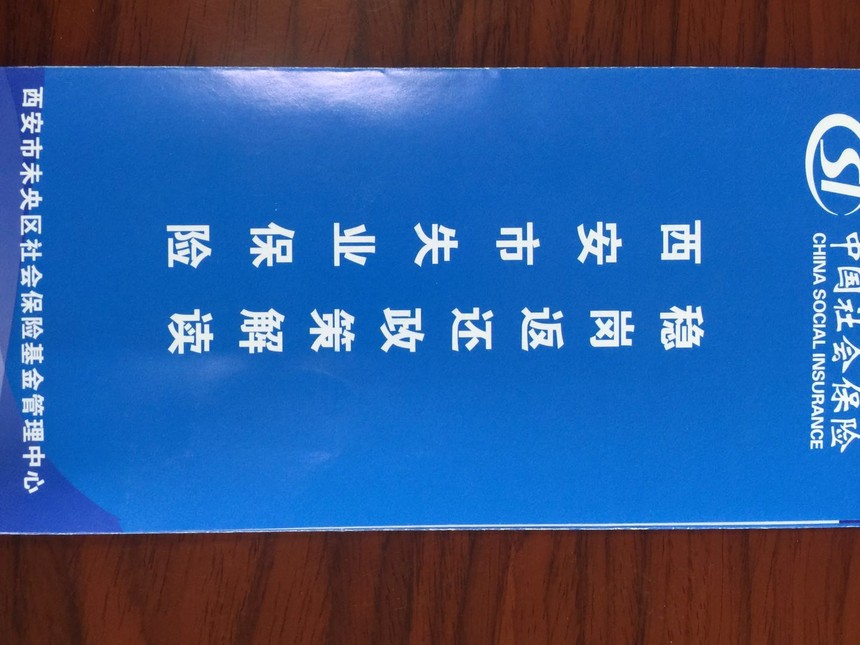 中国社会保险
CHINA SOCIAL INSURANCE
西安市失业保险
稳岗返还政策解读
西安市未央区社会保险基金管理中心